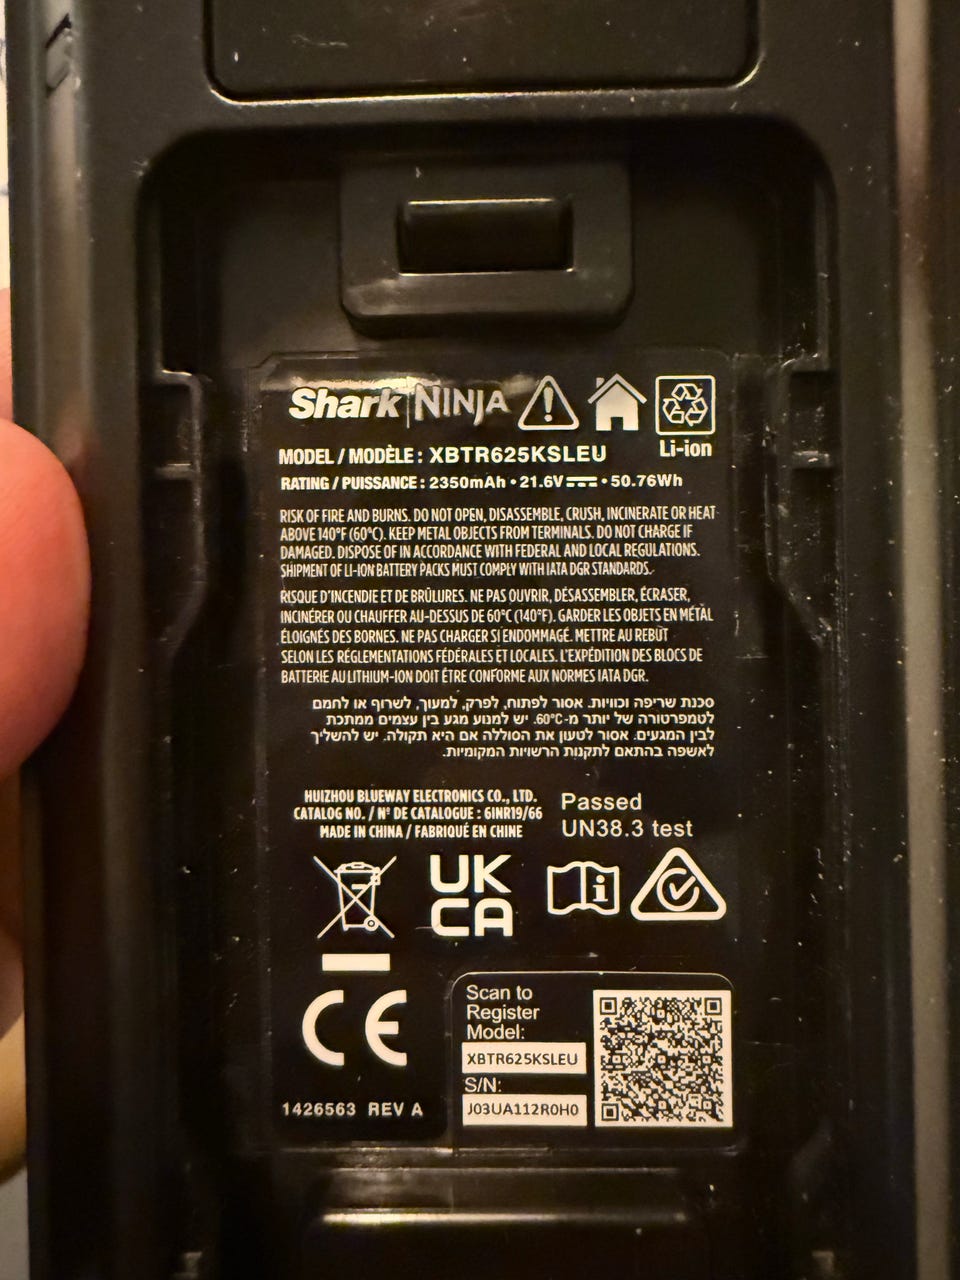 Shark | NINJA
Li-ion
MODEL / MODÈLE : XBTR625KSLEU
RATING / PUISSANCE : 2350mAh • 21.6V⎓ • 50.76Wh
RISK OF FIRE AND BURNS. DO NOT OPEN, DISASSEMBLE, CRUSH, INCINERATE OR HEAT
ABOVE 140°F (60°C). KEEP METAL OBJECTS FROM TERMINALS. DO NOT CHARGE IF
DAMAGED. DISPOSE OF IN ACCORDANCE WITH FEDERAL AND LOCAL REGULATIONS.
SHIPMENT OF LI-ION BATTERY PACKS MUST COMPLY WITH IATA DGR STANDARDS.
RISQUE D'INCENDIE ET DE BRÛLURES. NE PAS OUVRIR, DÉSASSEMBLER, ÉCRASER,
INCINÉRER OU CHAUFFER AU-DESSUS DE 60°C (140°F). GARDER LES OBJETS EN MÉTAL
ÉLOIGNÉS DES BORNES. NE PAS CHARGER SI ENDOMMAGÉ. METTRE AU REBUT
SELON LES RÉGLEMENTATIONS FÉDÉRALES ET LOCALES. L'EXPÉDITION DES BLOCS DE
BATTERIE AU LITHIUM-ION DOIT ÊTRE CONFORME AUX NORMES IATA DGR.
סכנת שריפה וכוויות. אסור לפתוח, לפרק, למעוך, לשרוף או לחמם
לטמפרטורה של יותר מ-60°C. יש למנוע מגע בין עצמים ממתכת
לבין המגעים. אסור לטעון את הסוללה אם היא תקולה. יש להשליך
לאשפה בהתאם לתקנות הרשויות המקומיות.
HUIZHOU BLUEWAY ELECTRONICS CO., LTD.
CATALOG NO. / Nº DE CATALOGUE : 6INR19/66
MADE IN CHINA / FABRIQUÉ EN CHINE
Passed
UN38.3 test
UK
CA
CE
1426563 REV A
Scan to
Register
Model:
XBTR625KSLEU
S/N:
J03UA112R0H0